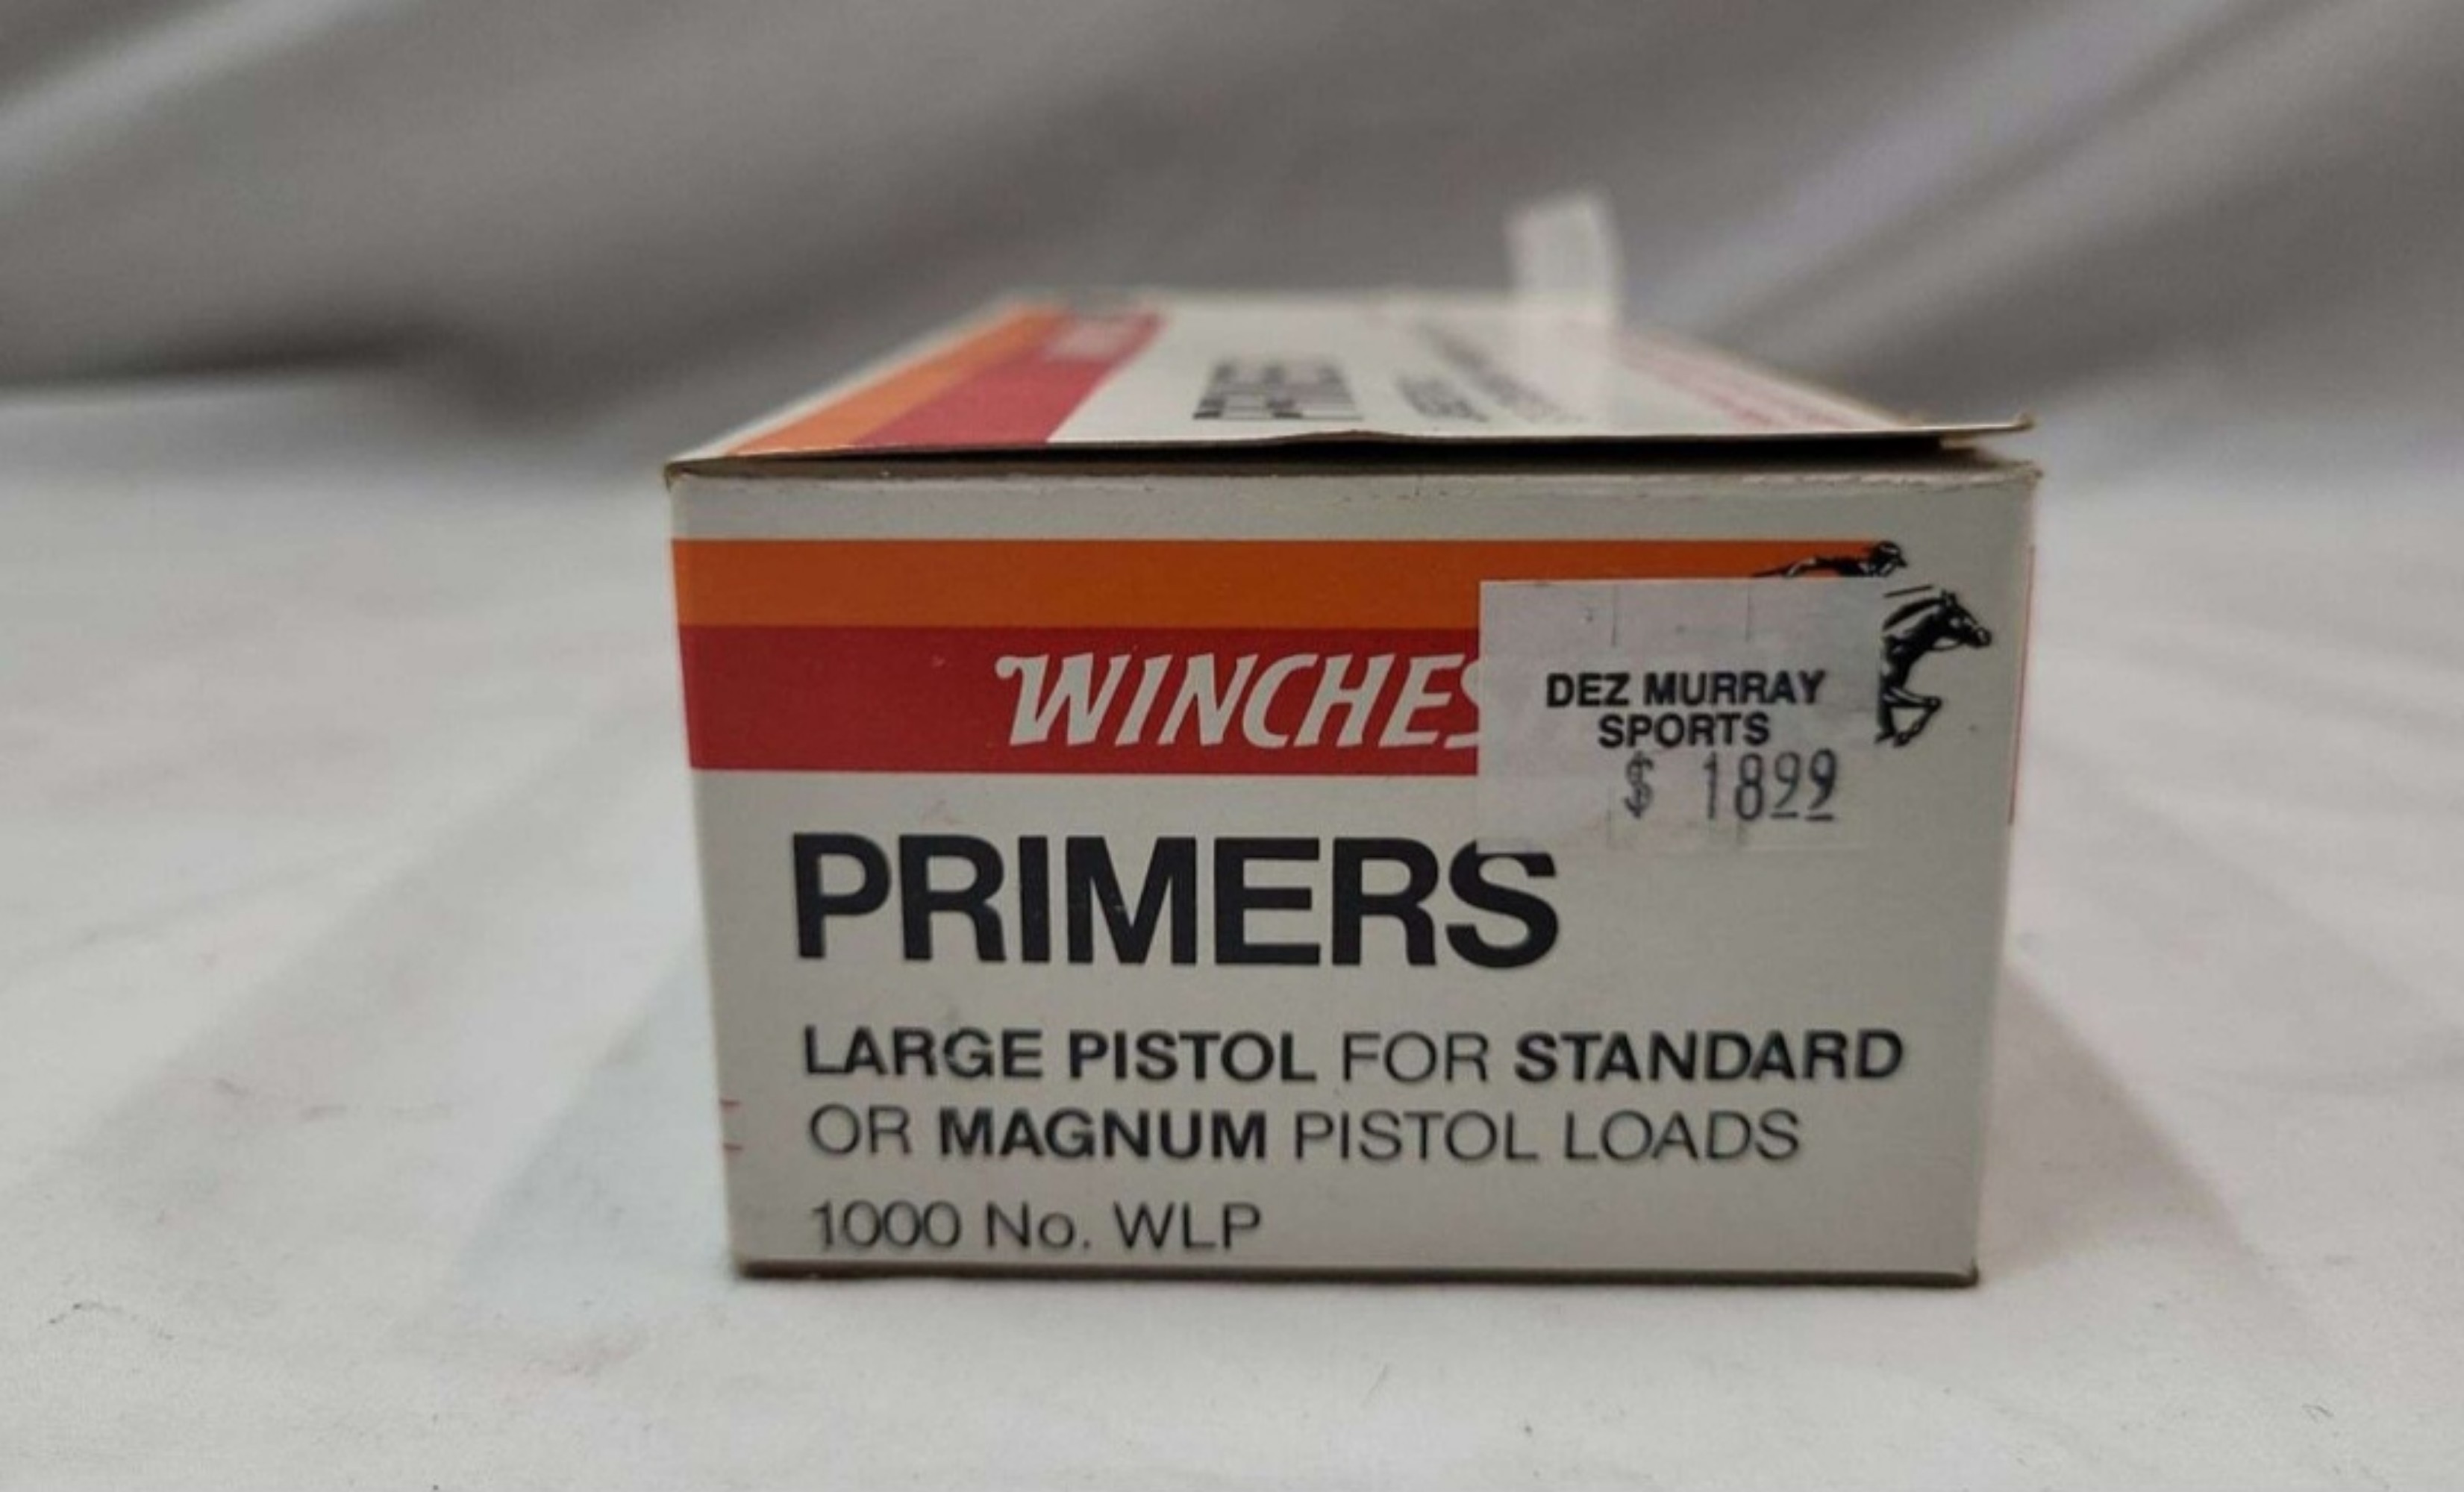 WINCHES
DEZ MURRAY
SPORTS
$ 1899
PRIMERS
LARGE PISTOL FOR STANDARD
OR MAGNUM PISTOL LOADS
1000 No. WLP